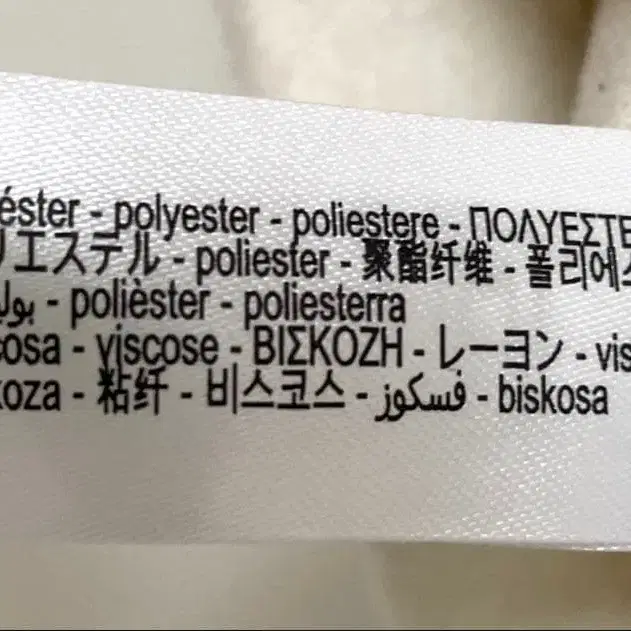 éster - polyester - poliestere - ΠΟΛΥΕΣΤΕ
リエステル - poliester - 聚酯纤维 - 폴리에스
بولي - polièster - poliesterra
cosa - viscose - ΒΙΣΚΟΖΗ - レーヨン - vis
koza - 粘纤 - 비스코스 - فسكوز - biskosa